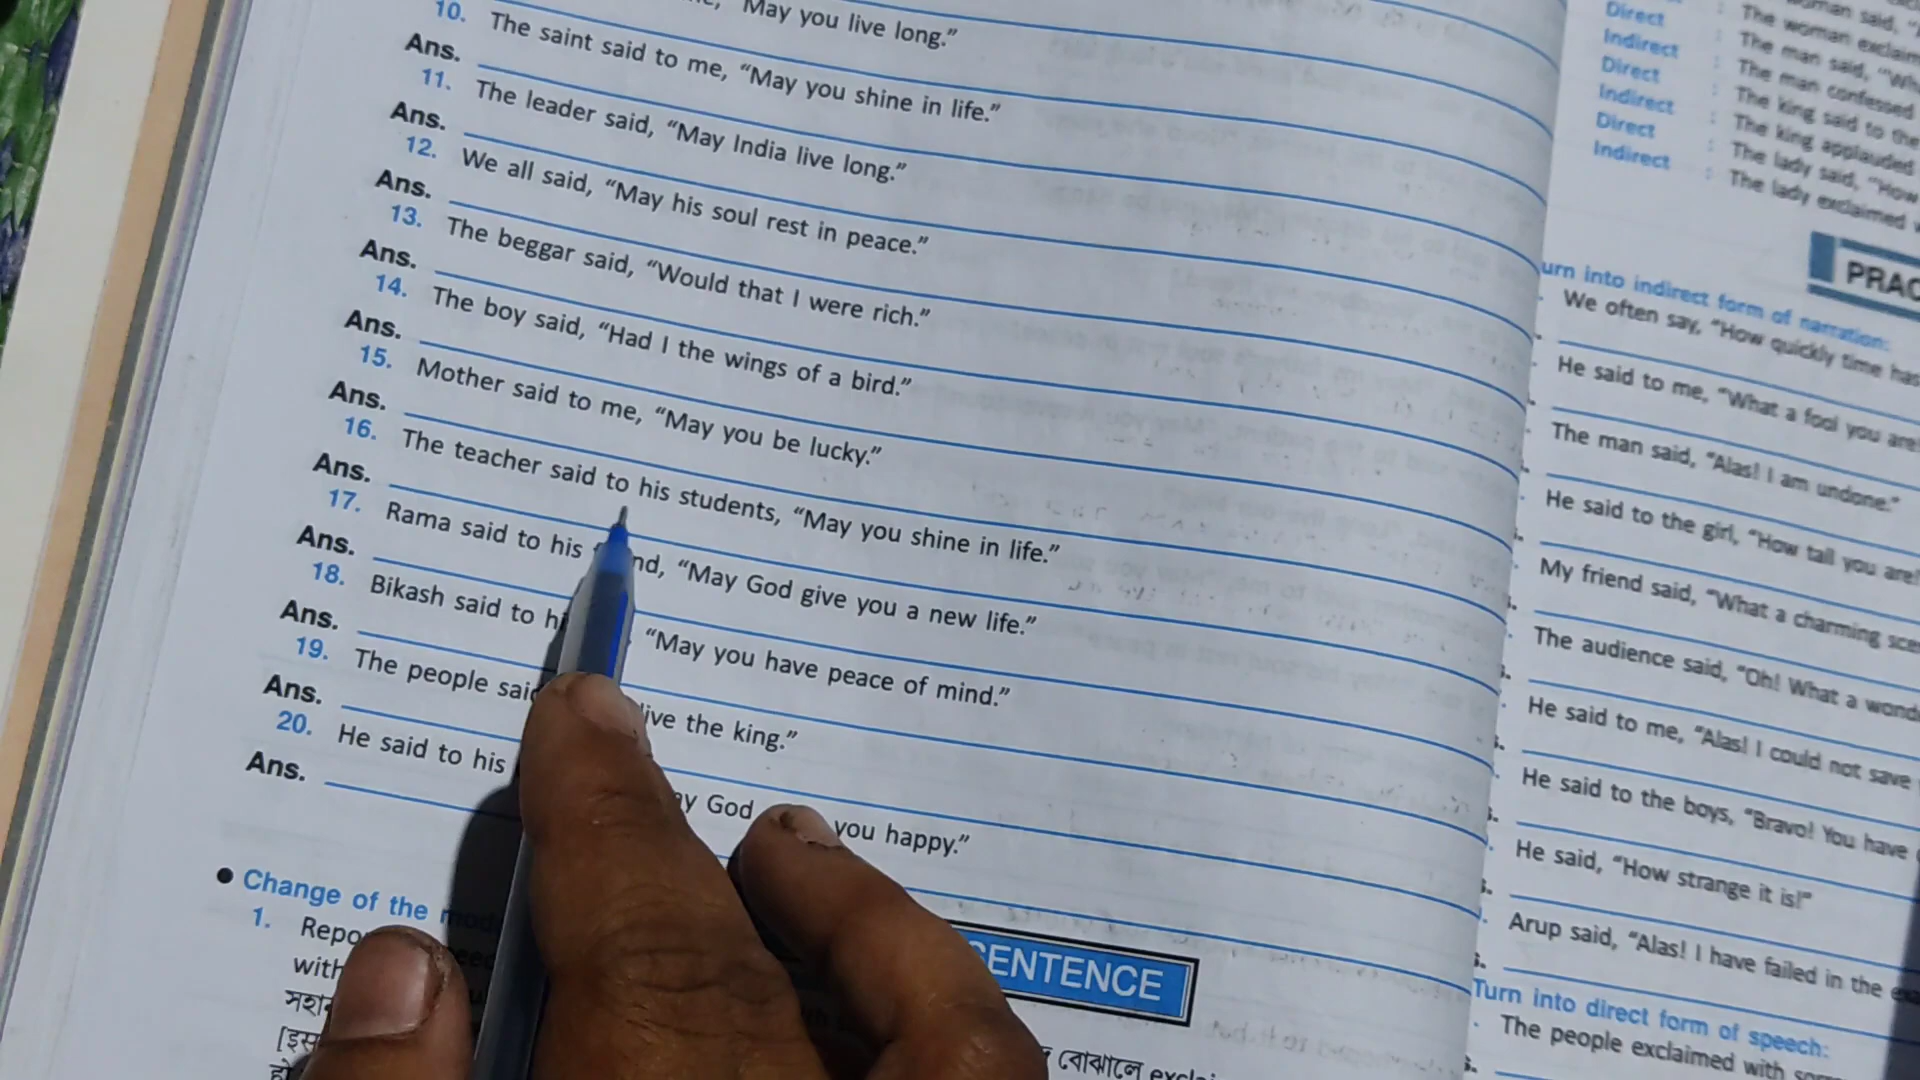 May you live long.”
10. The saint said to me, “May you shine in life.”
Ans.
11. The leader said, “May India live long.”
Ans.
12. We all said, “May his soul rest in peace.”
Ans.
13. The beggar said, “Would that I were rich.”
Ans.
14. The boy said, “Had I the wings of a bird.”
Ans.
15. Mother said to me, “May you be lucky.”
Ans.
16. The teacher said to his students, “May you shine in life.”
Ans.
17. Rama said to his “May God give you a new life.”
Ans.
18. Bikash said to “May you have peace of mind.”
Ans.
19. The people the king.”
Ans.
20. He said to his God you happy.”
Ans.
SENTENCE
● Change of the
1.
with
বোঝালে
woman said,
Direct : The woman
Indirect : The man said,
Direct : The man confessed
Indirect : The king said to the
Direct : The king applauded
Indirect : The lady said, “How
The lady exclaimed
into indirect form of narration:
We often say, “How quickly time has
He said to me, “What a fool you are
The man said, “Alas! I am undone.”
He said to the girl, “How tall you are!
My friend said, “What a charming
The audience said, “Oh! What a
He said to me, “Alas! I could not save
He said to the boys, “Bravo! You have
He said, “How strange it is!”
Arup said, “Alas! I have failed in the
Turn into direct form of speech:
The people exclaimed with